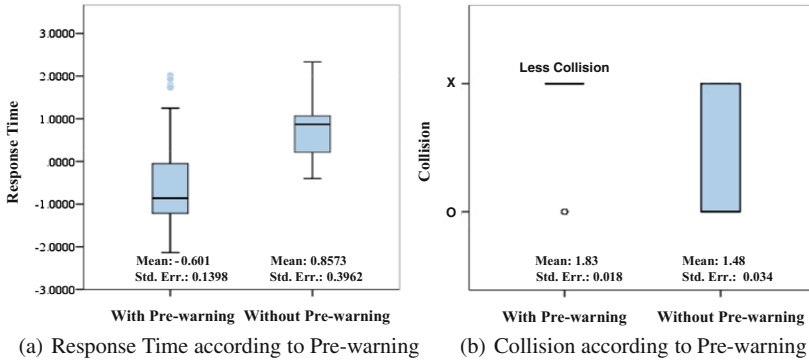 3.0000
2.0000
1.0000
.0000
-1.0000
-2.0000
-3.0000
Response Time
Mean: -0.601
Std. Err.: 0.1398
Mean: 0.8573
Std. Err.: 0.3962
With Pre-warning
Without Pre-warning
(a) Response Time according to Pre-warning
X
O
Collision
Less Collision
Mean: 1.83
Std. Err.: 0.018
Mean: 1.48
Std. Err.: 0.034
With Pre-warning
Without Pre-warning
(b) Collision according to Pre-warning